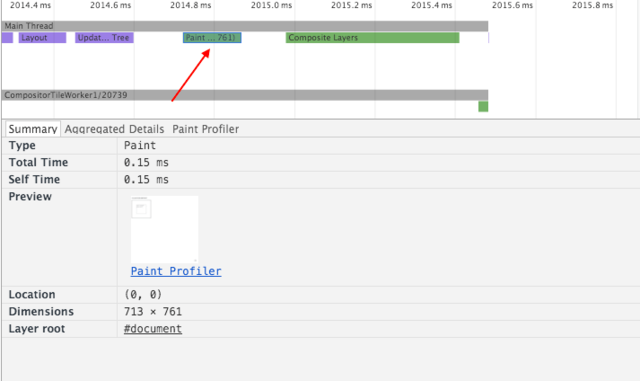 2014.4 ms 2014.6 ms 2014.8 ms 2015.0 ms 2015.2 ms 2015.4 ms 2015.6 ms 2015.8 ms
Main Thread
Layout Updat… Tree Paint … 761) Composite Layers
CompositorTileWorker1/20739
Summary Aggregated Details Paint Profiler
Type Paint
Total Time 0.15 ms
Self Time 0.15 ms
Preview
Paint Profiler
Location (0, 0)
Dimensions 713 × 761
Layer root #document